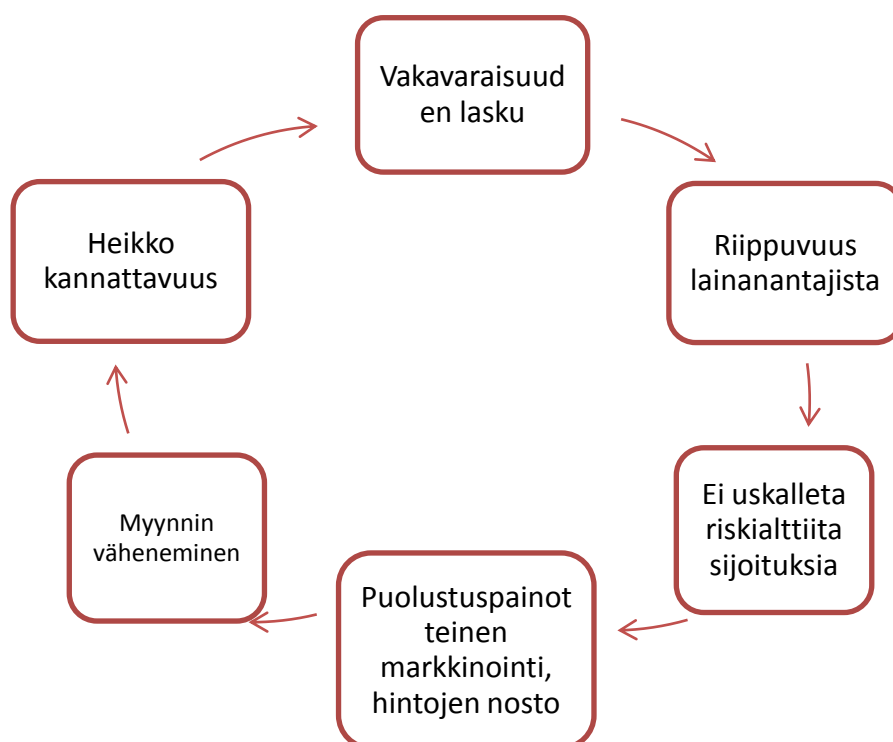 Vakavaraisuud
en lasku
Riippuvuus
lainanantajista
Ei uskalleta
riskialttiita
sijoituksia
Puolustuspainot
teinen
markkinointi,
hintojen nosto
Myynnin
väheneminen
Heikko
kannattavuus